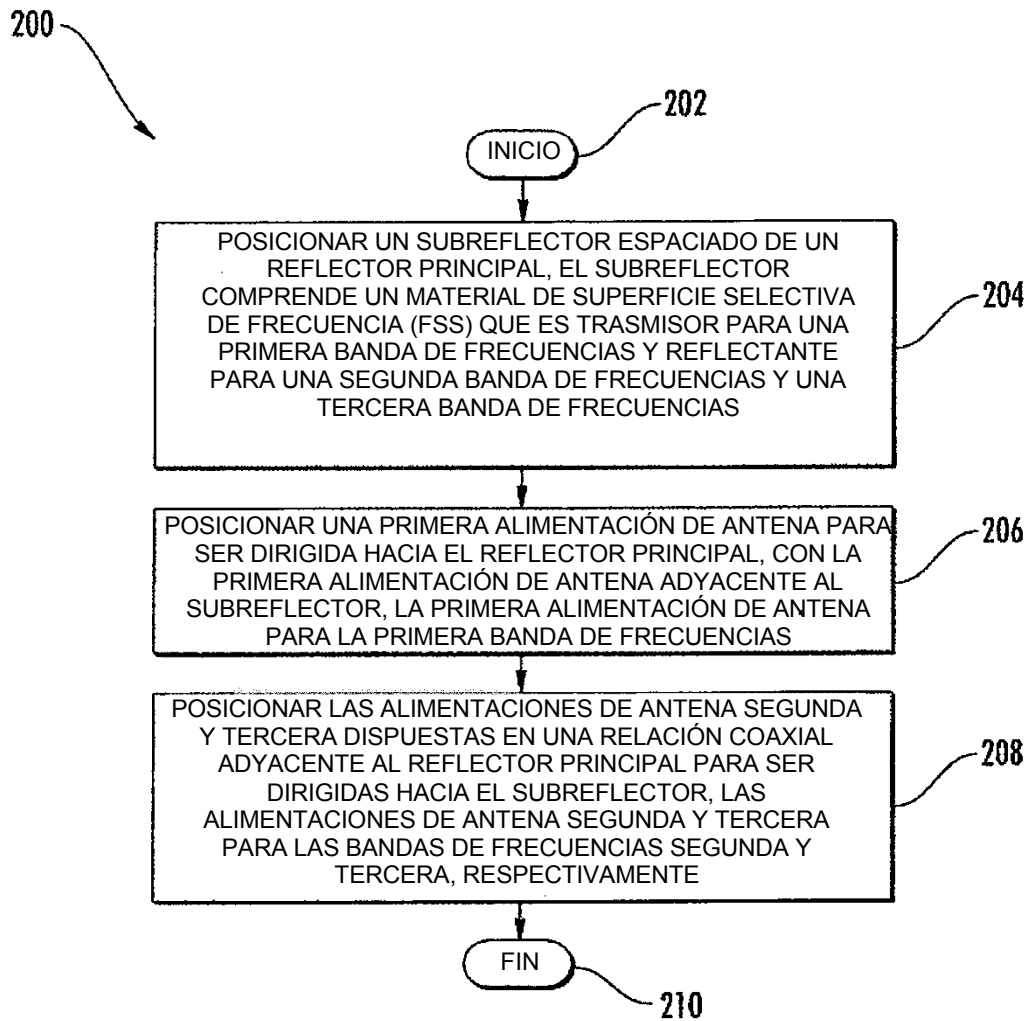 200
202
INICIO
POSICIONAR UN SUBREFLECTOR ESPACIADO DE UN
REFLECTOR PRINCIPAL, EL SUBREFLECTOR
COMPRENDE UN MATERIAL DE SUPERFICIE SELECTIVA
DE FRECUENCIA (FSS) QUE ES TRASMISOR PARA UNA
PRIMERA BANDA DE FRECUENCIAS Y REFLECTANTE
PARA UNA SEGUNDA BANDA DE FRECUENCIAS Y UNA
TERCERA BANDA DE FRECUENCIAS
204
POSICIONAR UNA PRIMERA ALIMENTACIÓN DE ANTENA PARA
SER DIRIGIDA HACIA EL REFLECTOR PRINCIPAL, CON LA
PRIMERA ALIMENTACIÓN DE ANTENA ADYACENTE AL
SUBREFLECTOR, LA PRIMERA ALIMENTACIÓN DE ANTENA
PARA LA PRIMERA BANDA DE FRECUENCIAS
206
POSICIONAR LAS ALIMENTACIONES DE ANTENA SEGUNDA
Y TERCERA DISPUESTAS EN UNA RELACIÓN COAXIAL
ADYACENTE AL REFLECTOR PRINCIPAL PARA SER
DIRIGIDAS HACIA EL SUBREFLECTOR, LAS
ALIMENTACIONES DE ANTENA SEGUNDA Y TERCERA
PARA LAS BANDAS DE FRECUENCIAS SEGUNDA Y
TERCERA, RESPECTIVAMENTE
208
FIN
210